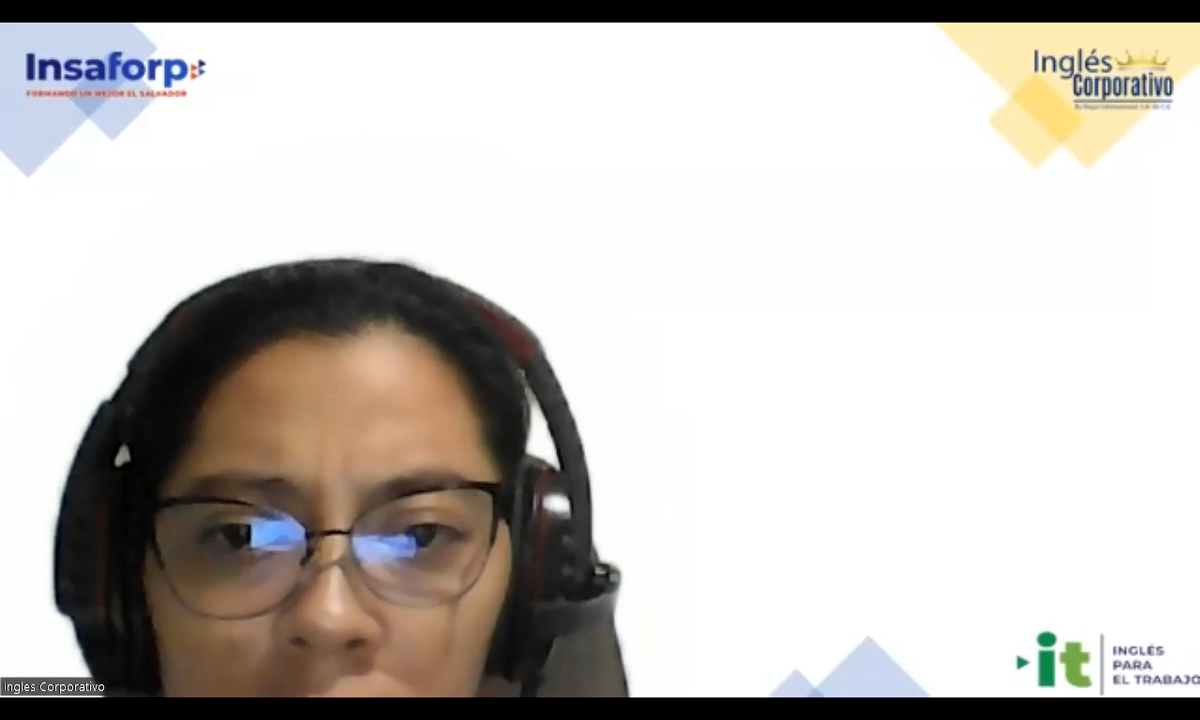 Insaforp
FORMANDO UN MEJOR EL SALVADOR
Inglés
Corporativo
it
INGLÉS
PARA
EL TRABAJO
Ingles Corporativo